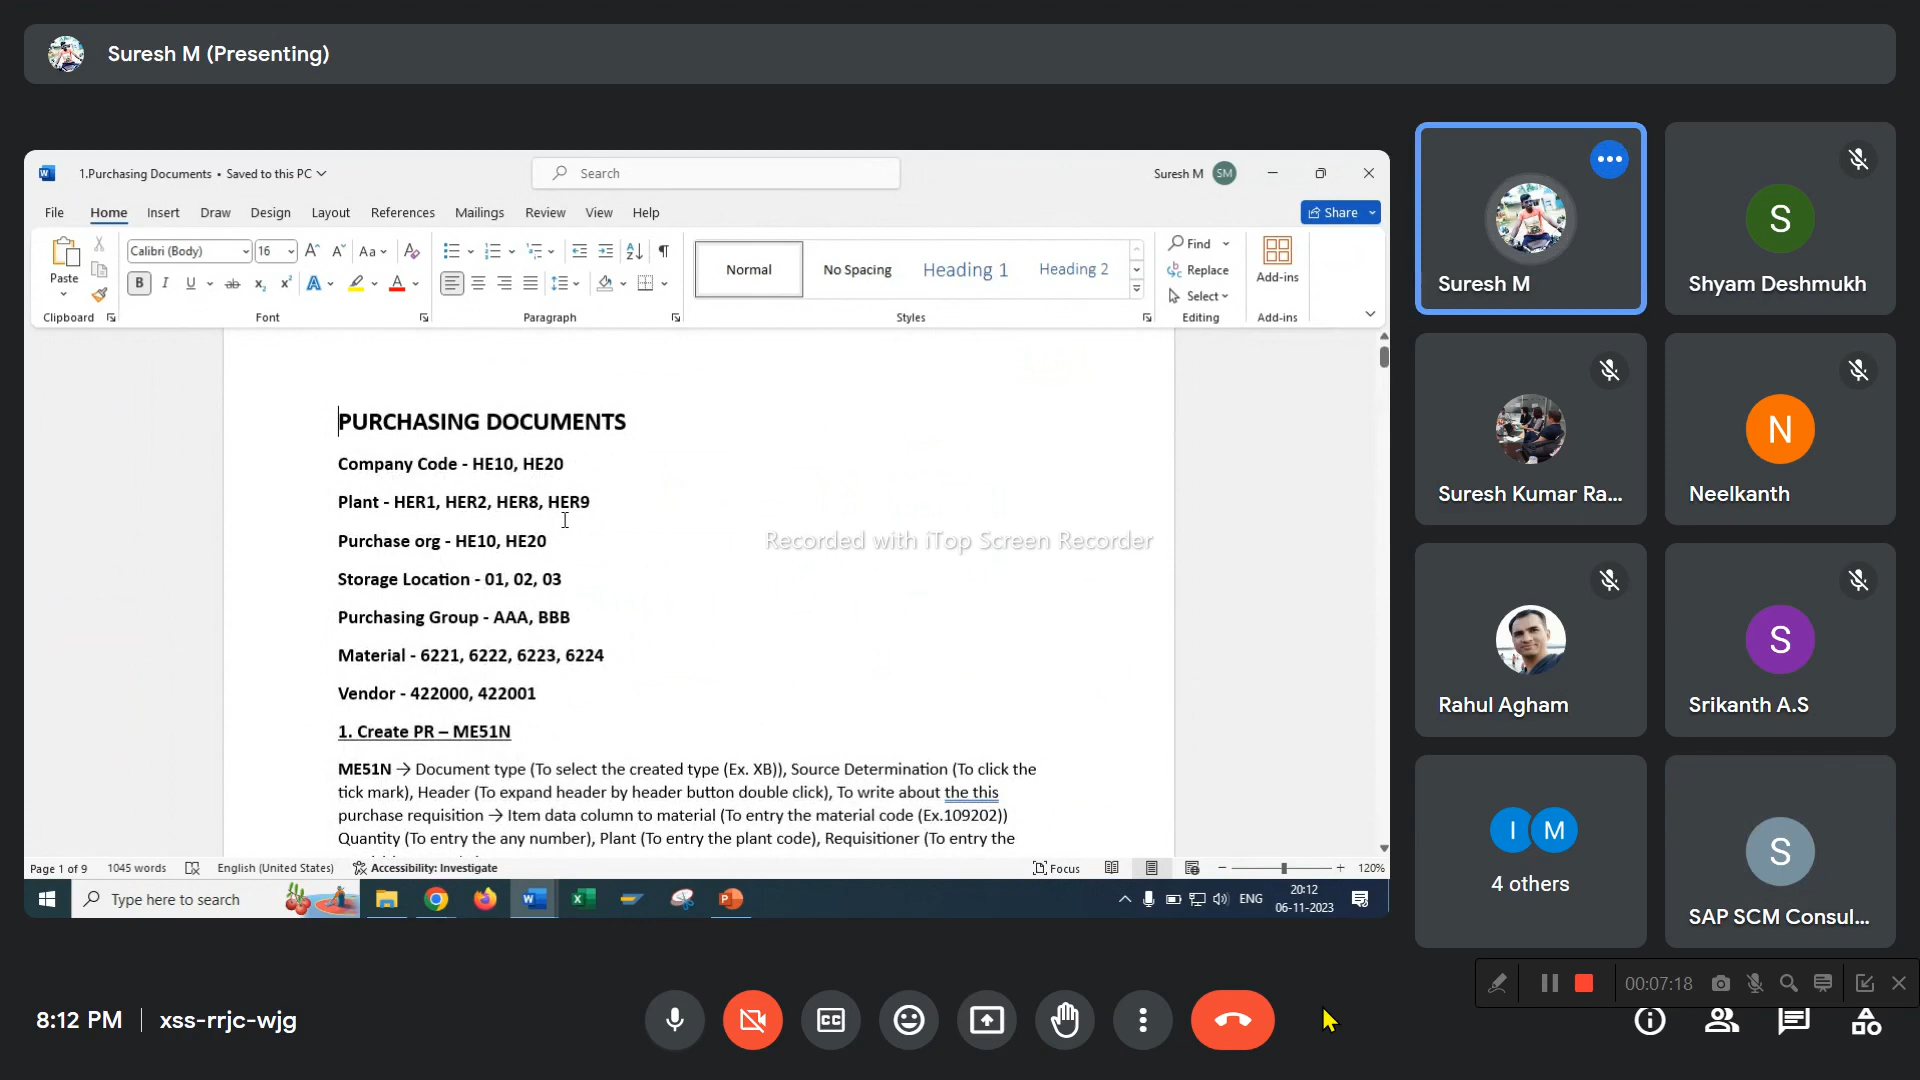 Suresh M (Presenting)
1.Purchasing Documents • Saved to this PC
Search
Suresh M
SM
File
Home
Insert
Draw
Design
Layout
References
Mailings
Review
View
Help
Share
Paste
Calibri (Body)
16
Aa
Normal
No Spacing
Heading 1
Heading 2
Find
Replace
Select
Add-ins
Clipboard
Font
Paragraph
Styles
Editing
Add-ins
PURCHASING DOCUMENTS
Company Code - HE10, HE20
Plant - HER1, HER2, HER8, HER9
Purchase org - HE10, HE20
Storage Location - 01, 02, 03
Purchasing Group - AAA, BBB
Material - 6221, 6222, 6223, 6224
Vendor - 422000, 422001
1. Create PR – ME51N
ME51N → Document type (To select the created type (Ex. XB)), Source Determination (To click the
tick mark), Header (To expand header by header button double click), To write about the this
purchase requisition → Item data column to material (To entry the material code (Ex.109202))
Quantity (To entry the any number), Plant (To entry the plant code), Requisitioner (To entry the
Recorded with iTop Screen Recorder
Page 1 of 9
1045 words
English (United States)
Accessibility: Investigate
Focus
120%
Type here to search
ENG
20:12
06-11-2023
Suresh M
S
Shyam Deshmukh
Suresh Kumar Ra...
N
Neelkanth
Rahul Agham
S
Srikanth A.S
I
M
4 others
S
SAP SCM Consul...
00:07:18
8:12 PM
xss-rrjc-wjg
CC